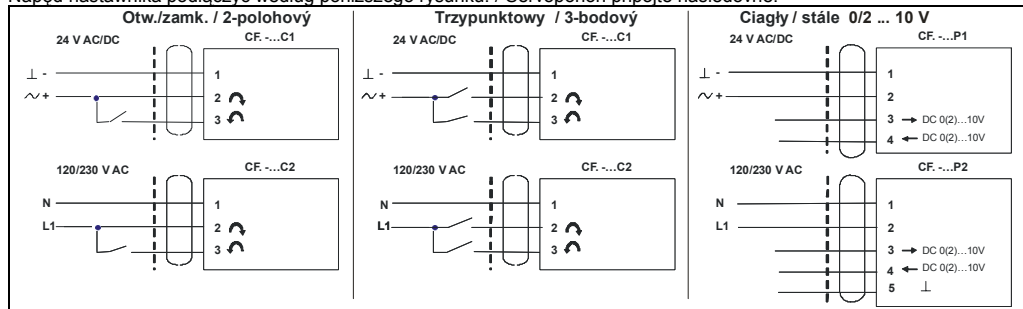 Napęd nastawnika podłączyć według poniższego rysunku. / Servopohon připojte následovně:
Otw./zamk. / 2-polohový
24 V AC/DC
CF. -...C1
⊥ -
1
~ +
2
3
120/230 V AC
CF. -...C2
N
1
L1
2
3
Trzypunktowy / 3-bodový
24 V AC/DC
CF. -...C1
⊥ -
1
~ +
2
3
120/230 V AC
CF. -...C2
N
1
L1
2
3
Ciągły / stále 0/2 ... 10 V
24 V AC/DC
CF. -...P1
⊥ -
1
~ +
2
3 → DC 0(2)...10V
4 ← DC 0(2)...10V
120/230 V AC
CF. -...P2
N
1
L1
2
3 → DC 0(2)...10V
4 ← DC 0(2)...10V
5 ⊥